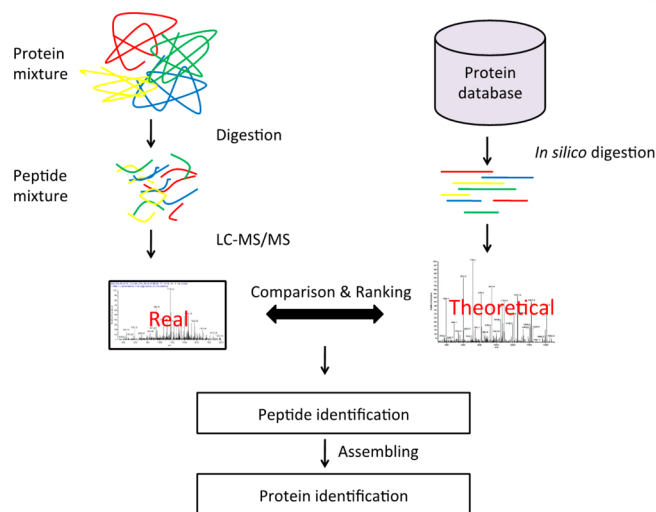 Protein
mixture
Protein
database
Digestion
In silico digestion
Peptide
mixture
LC-MS/MS
Comparison & Ranking
Real
Theoretical
Peptide identification
Assembling
Protein identification